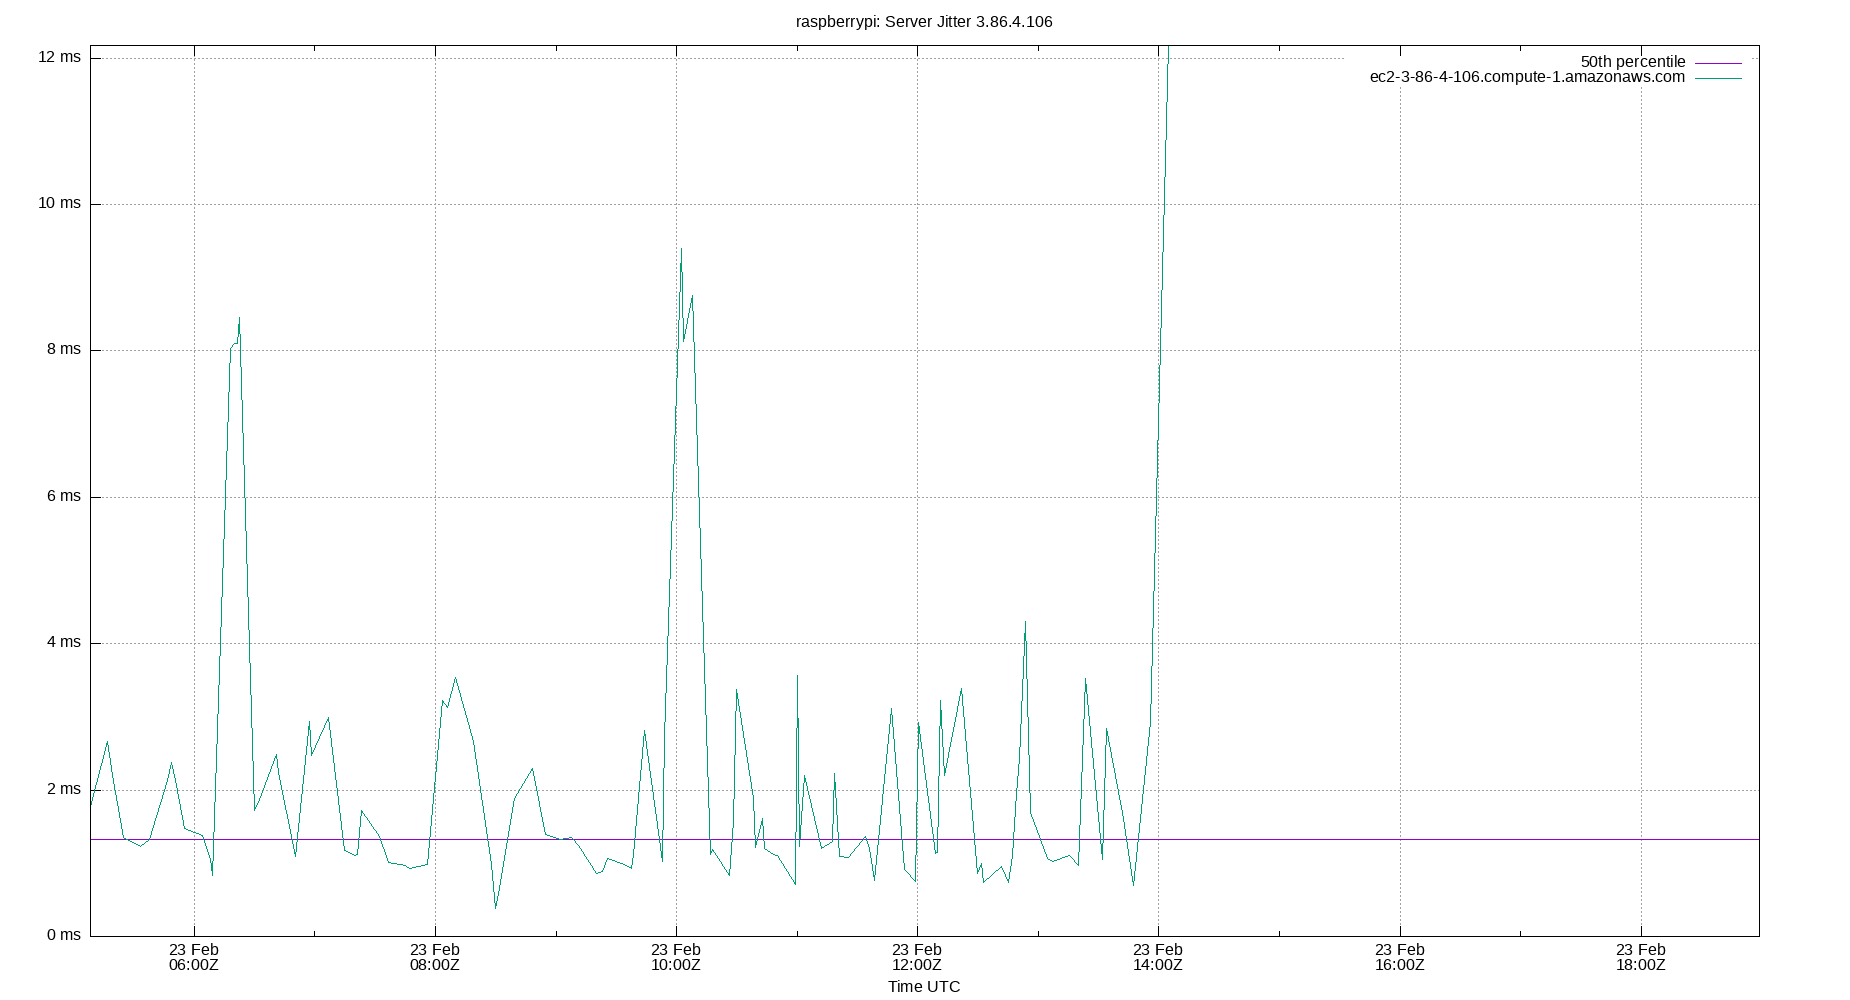 raspberrypi: Server Jitter 3.86.4.106
12 ms
10 ms
8 ms
6 ms
4 ms
2 ms
0 ms
50th percentile
ec2-3-86-4-106.compute-1.amazonaws.com
23 Feb
06:00Z
23 Feb
08:00Z
23 Feb
10:00Z
23 Feb
12:00Z
23 Feb
14:00Z
23 Feb
16:00Z
23 Feb
18:00Z
Time UTC